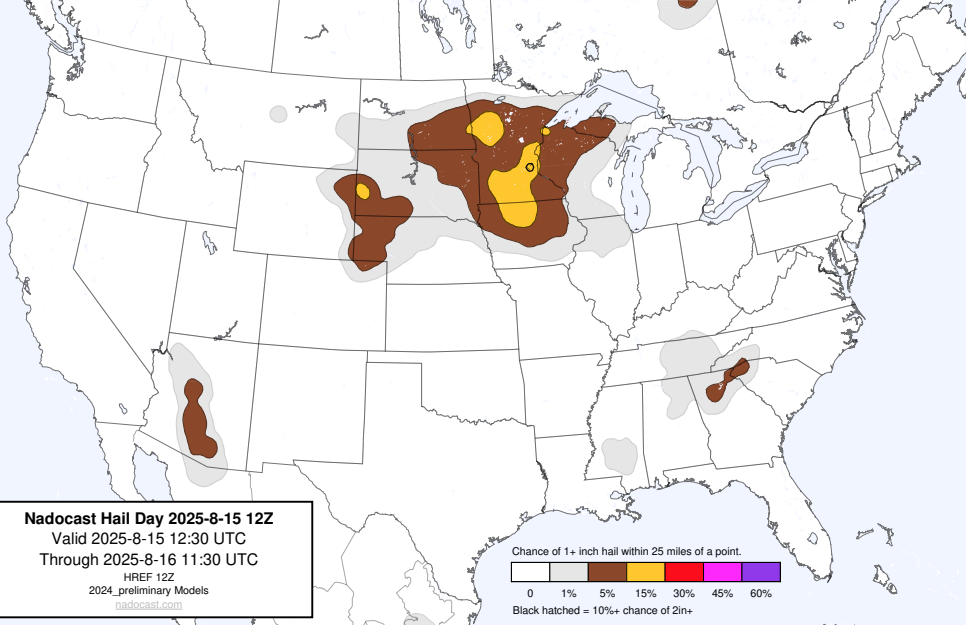 Nadocast Hail Day 2025-8-15 12Z
Valid 2025-8-15 12:30 UTC
Through 2025-8-16 11:30 UTC
HREF 12Z
2024_preliminary Models
nadocast.com
Chance of 1+ inch hail within 25 miles of a point.
0 1% 5% 15% 30% 45% 60%
Black hatched = 10%+ chance of 2in+